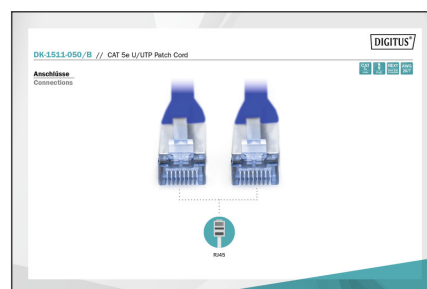 DIGITUS®
DK-1511-050/B // CAT 5e U/UTP Patch Cord
Anschlüsse
Connections
RJ45